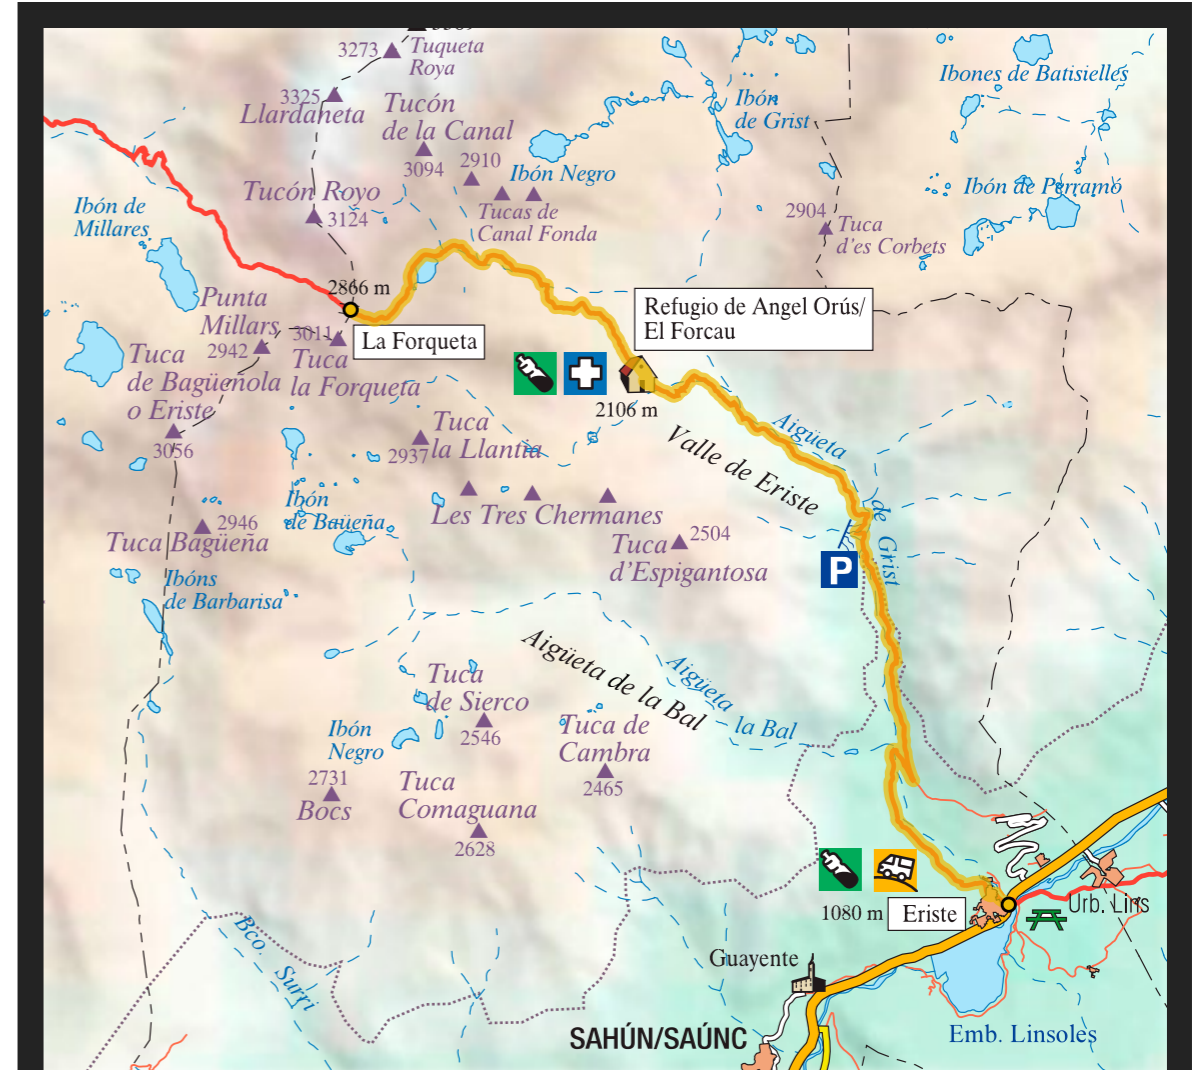 3273
Tuqueta
Roya
3325
Llardaneta
Tucón
de la Canal
3094
2910
Ibón Negro
Tucas de
Canal Fonda
Ibón
de Grist
Ibones de Batisielles
Ibón de Perramó
2904
Tuca
d'es Corbets
Tucón Royo
3124
Ibón de
Millares
2866 m
La Forqueta
Punta
Millars
2942
3011
Tuca
la Forqueta
Tuca
de Bagüeñola
o Eriste
3056
Refugio de Angel Orús/
El Forcau
2106 m
Valle de Eriste
Aigüeta
de Grist
Tuca
la Llantia
2937
Les Tres Chermanes
Ibón
de Baüeña
2946
Tuca Bagüeña
Tuca
d'Espigantosa
2504
P
Ibóns
de Barbarisa
Aigüeta de la Bal
Aigüeta
la Bal
Tuca
de Sierco
2546
Tuca de
Cambra
2465
Ibón
Negro
2731
Bocs
Tuca
Comaguana
2628
1080 m
Eriste
Urb. Lins
Guayente
Bco. Surri
SAHÚN/SAÚNC
Emb. Linsoles